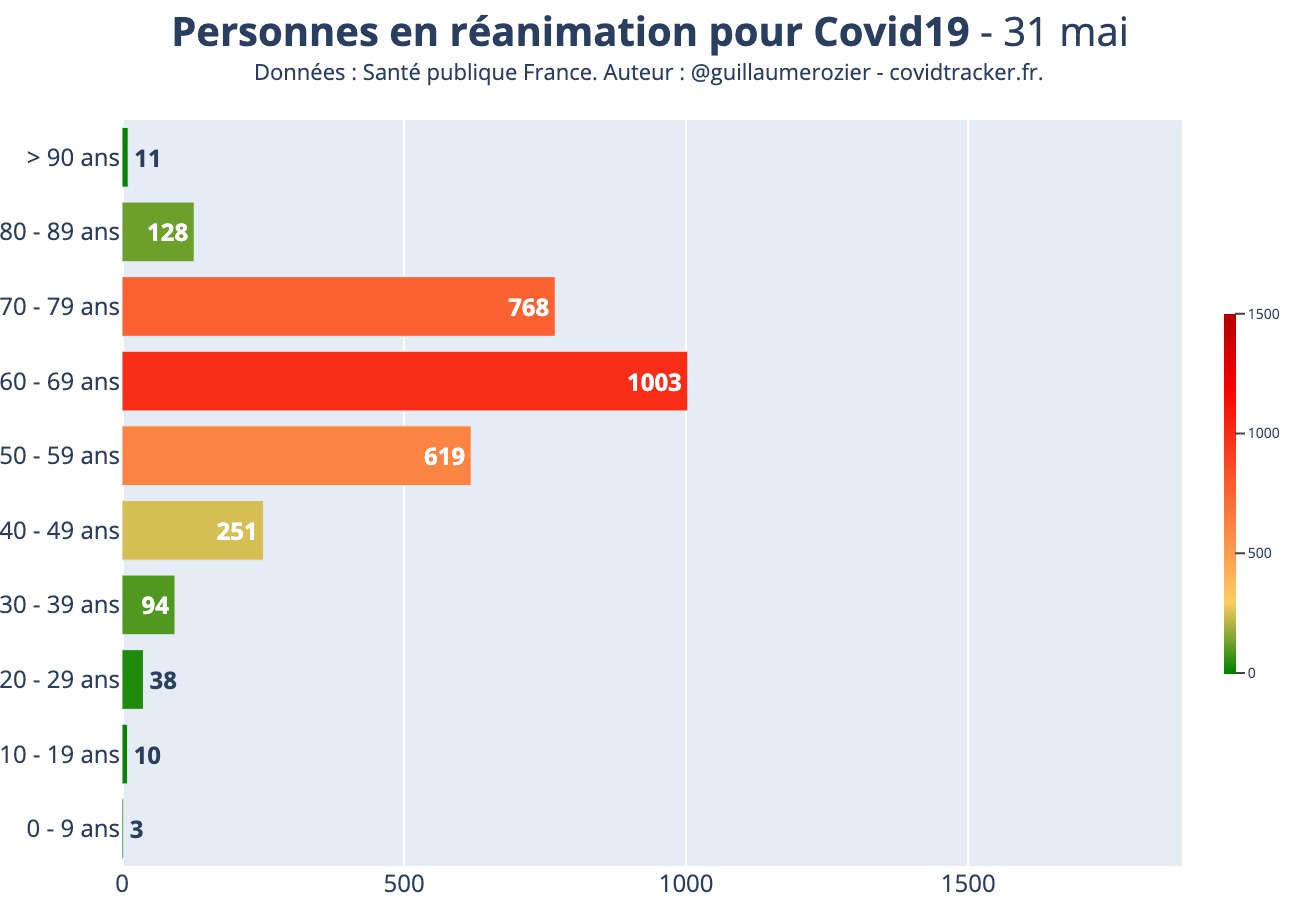 Personnes en réanimation pour Covid19 - 31 mai
Données : Santé publique France. Auteur : @guillaumerozier - covidtracker.fr.
> 90 ans 11
80 - 89 ans 128
70 - 79 ans 768
60 - 69 ans 1003
50 - 59 ans 619
40 - 49 ans 251
30 - 39 ans 94
20 - 29 ans 38
10 - 19 ans 10
0 - 9 ans 3
0 500 1000 1500
1500
1000
500
0